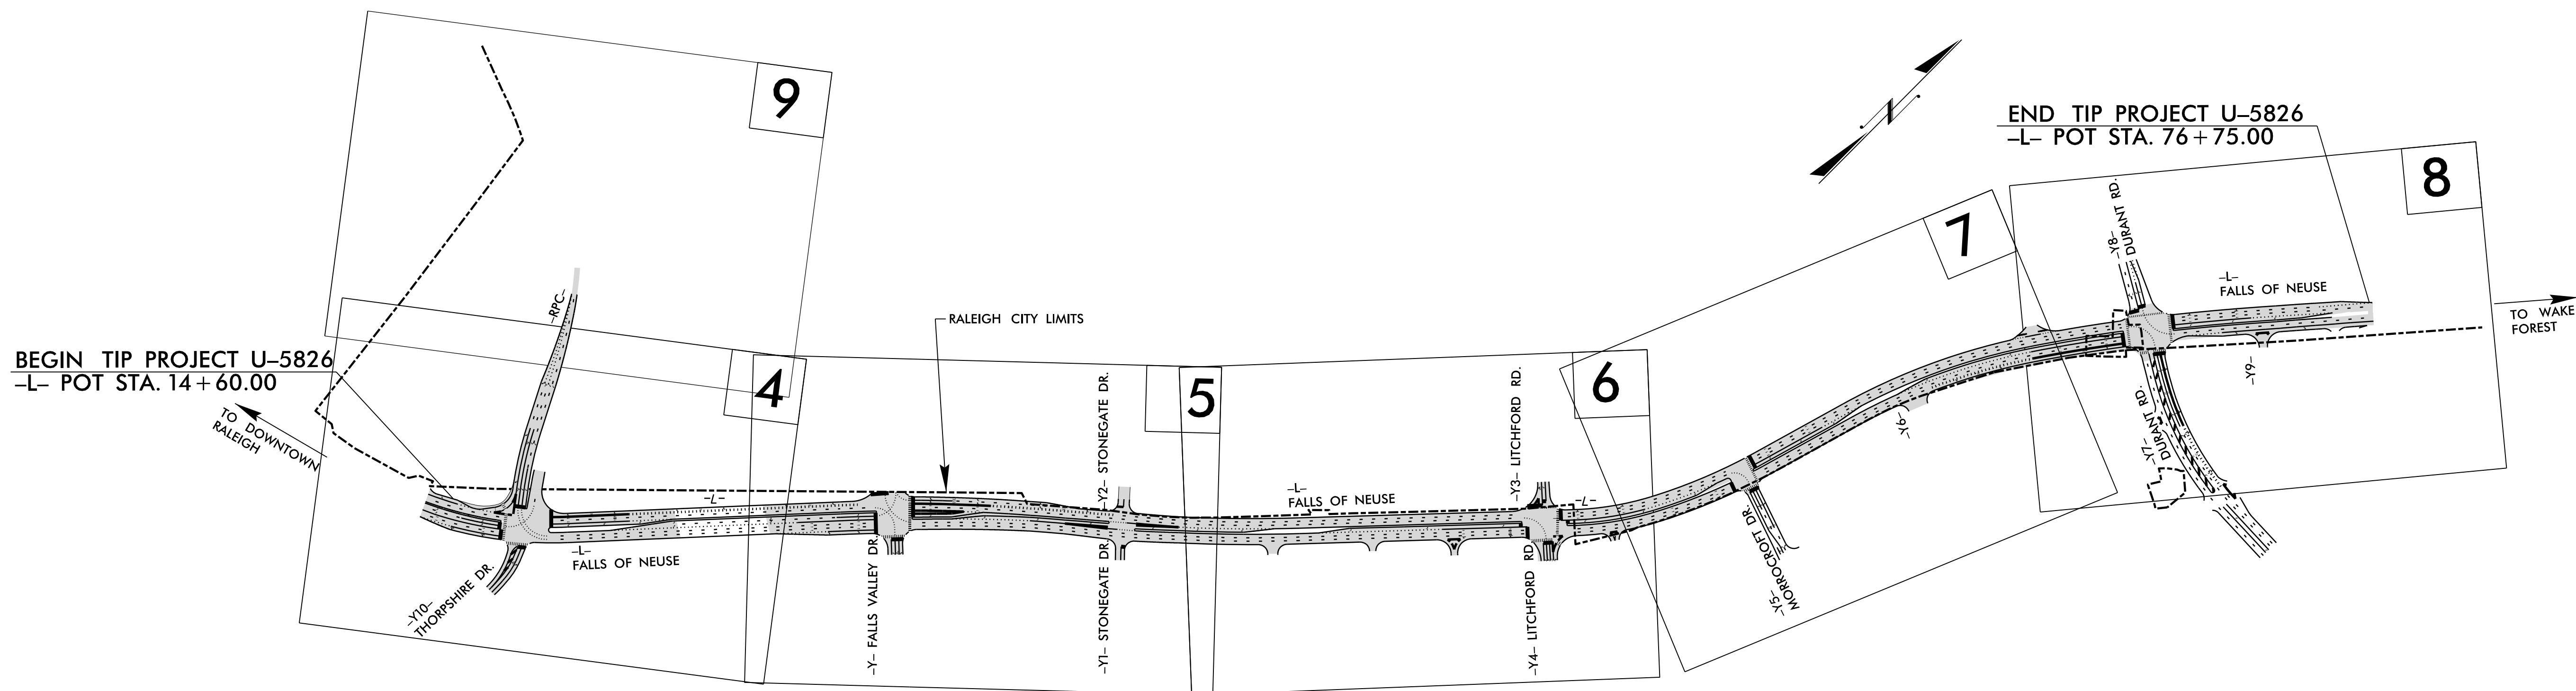 9
END TIP PROJECT U–5826
–L– POT STA. 76+75.00
8
7
–Y8–
DURANT RD.
–L–
FALLS OF NEUSE
TO WAKE
FOREST
–RPC–
RALEIGH CITY LIMITS
BEGIN TIP PROJECT U–5826
–L– POT STA. 14+60.00
TO DOWNTOWN
RALEIGH
4
5
6
–Y2– STONEGATE DR.
–Y3– LITCHFORD RD.
–Y9–
–Y6–
–Y7–
DURANT RD.
–L–
–L–
FALLS OF NEUSE
–L–
–L–
FALLS OF NEUSE
–Y10–
THORPSHIRE DR.
–Y– FALLS VALLEY DR.
–Y1– STONEGATE DR.
–Y4– LITCHFORD RD.
–Y5–
MORROCROFT DR.
N